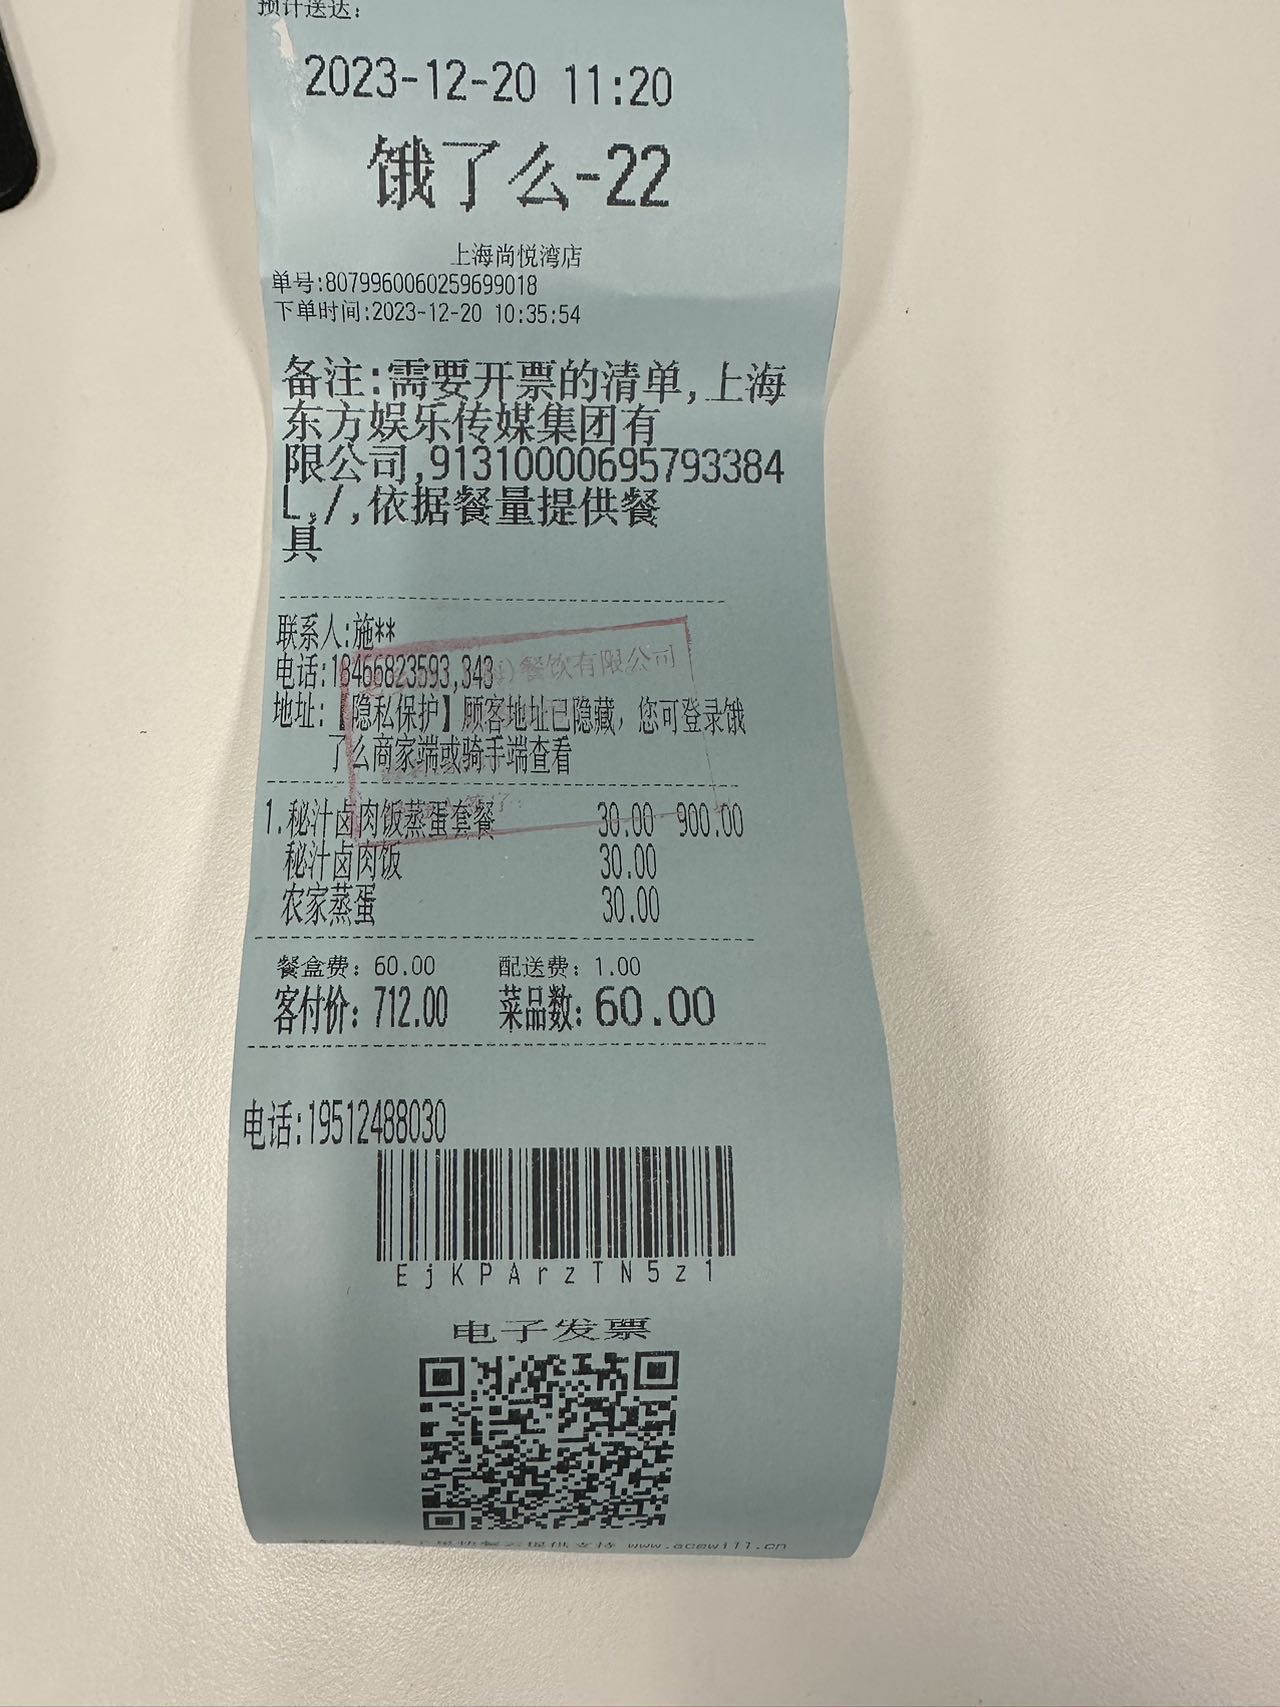 预计送达:
2023-12-20 11:20
饿了么-22
上海尚悦湾店
单号:8079960060259699018
下单时间:2023-12-20 10:35:54
备注:需要开票的清单,上海
东方娱乐传媒集团有
限公司,91310000695793384
L,/,依据餐量提供餐
具
联系人:施**
电话:18466823593,343
餐饮有限公司
地址:【隐私保护】顾客地址已隐藏，您可登录饿
了么商家端或骑手端查看
1.秘汁卤肉饭蒸蛋套餐 30.00 900.00
秘汁卤肉饭 30.00
农家蒸蛋 30.00
餐盒费: 60.00 配送费: 1.00
客付价: 712.00 菜品数: 60.00
电话:19512488030
EjKPArzTN5z1
电子发票
提供支持 www.acewill.cn